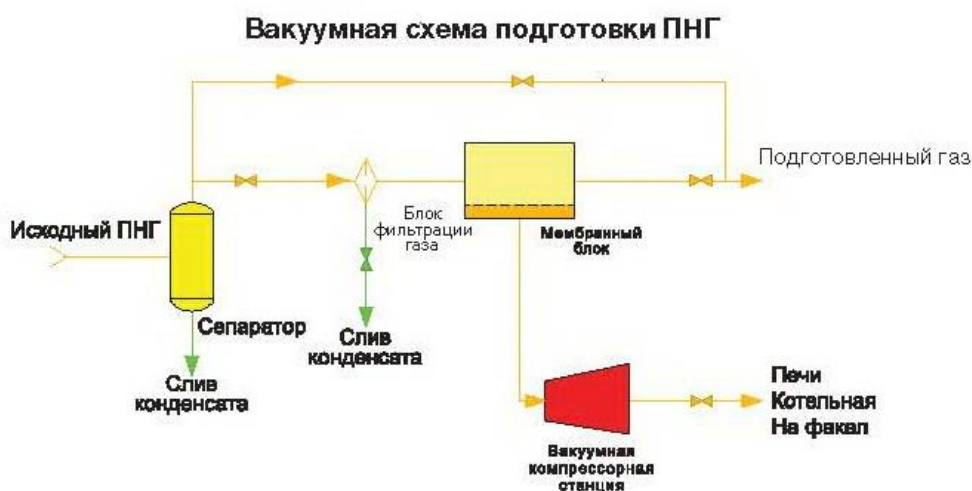 Вакуумная схема подготовки ПНГ
Подготовленный газ
Исходный ПНГ
Блок
фильтрации
газа
Мембранный
блок
Сепаратор
Слив
конденсата
Слив
конденсата
Печи
Котельная
На факал
Вакуумная
компрессорная
станция